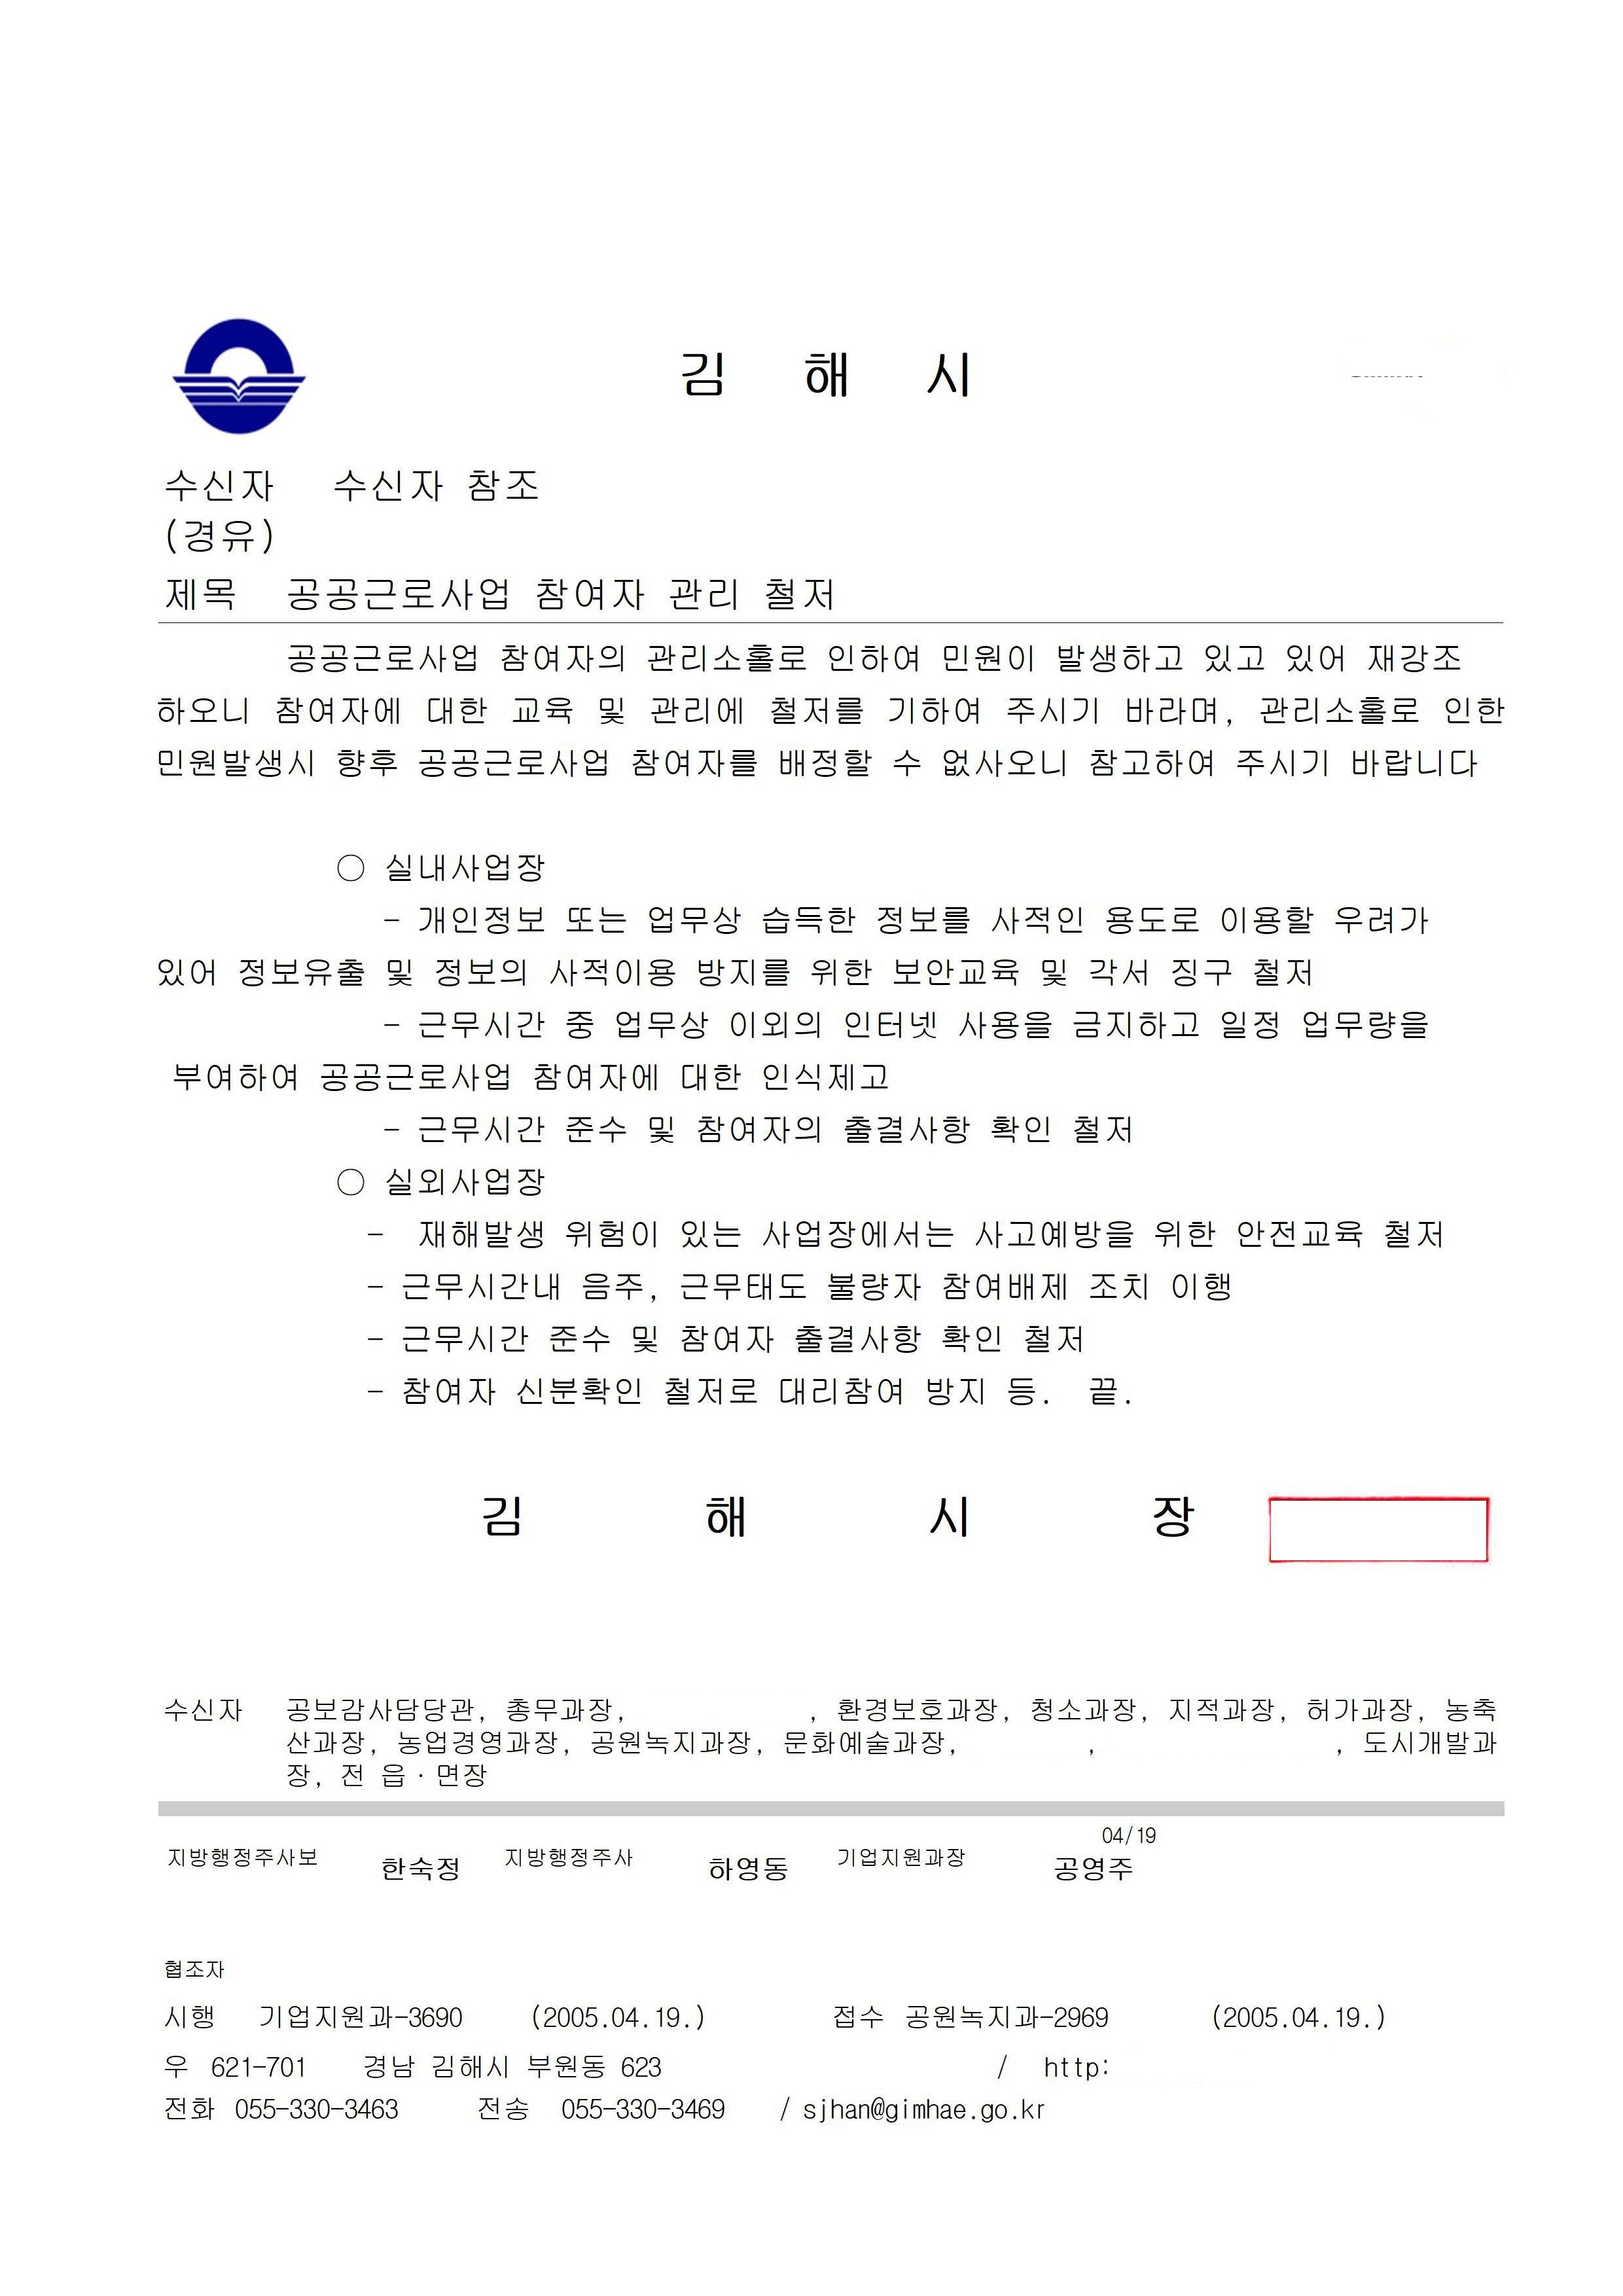 김 해 시
수신자 수신자 참조
(경유)
제목 공공근로사업 참여자 관리 철저
공공근로사업 참여자의 관리소홀로 인하여 민원이 발생하고 있고 있어 재강조
하오니 참여자에 대한 교육 및 관리에 철저를 기하여 주시기 바라며, 관리소홀로 인한
민원발생시 향후 공공근로사업 참여자를 배정할 수 없사오니 참고하여 주시기 바랍니다
○ 실내사업장
- 개인정보 또는 업무상 습득한 정보를 사적인 용도로 이용할 우려가
있어 정보유출 및 정보의 사적이용 방지를 위한 보안교육 및 각서 징구 철저
- 근무시간 중 업무상 이외의 인터넷 사용을 금지하고 일정 업무량을
부여하여 공공근로사업 참여자에 대한 인식제고
- 근무시간 준수 및 참여자의 출결사항 확인 철저
○ 실외사업장
- 재해발생 위험이 있는 사업장에서는 사고예방을 위한 안전교육 철저
- 근무시간내 음주, 근무태도 불량자 참여배제 조치 이행
- 근무시간 준수 및 참여자 출결사항 확인 철저
- 참여자 신분확인 철저로 대리참여 방지 등. 끝.
김 해 시 장
수신자 공보감사담당관, 총무과장, , 환경보호과장, 청소과장, 지적과장, 허가과장, 농축
산과장, 농업경영과장, 공원녹지과장, 문화예술과장, , , 도시개발과
장, 전 읍·면장
04/19
지방행정주사보 한숙정 지방행정주사 하영동 기업지원과장 공영주
협조자
시행 기업지원과-3690 (2005.04.19.) 접수 공원녹지과-2969 (2005.04.19.)
우 621-701 경남 김해시 부원동 623 / http:
전화 055-330-3463 전송 055-330-3469 / sjhan@gimhae.go.kr